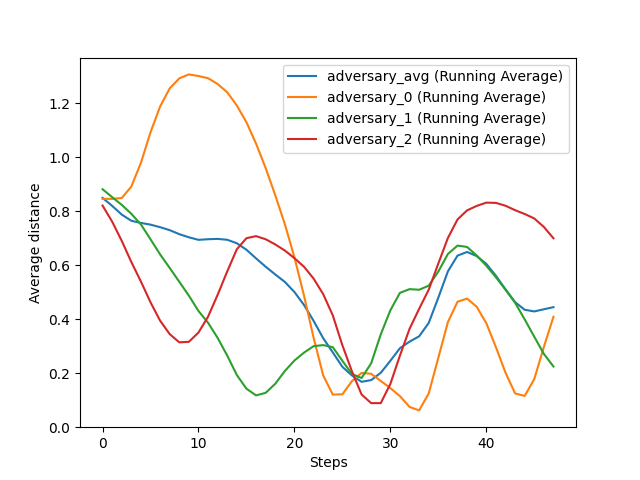 adversary_avg (Running Average)
adversary_0 (Running Average)
adversary_1 (Running Average)
adversary_2 (Running Average)
Average distance
1.2
1.0
0.8
0.6
0.4
0.2
0.0
0
10
20
30
40
Steps